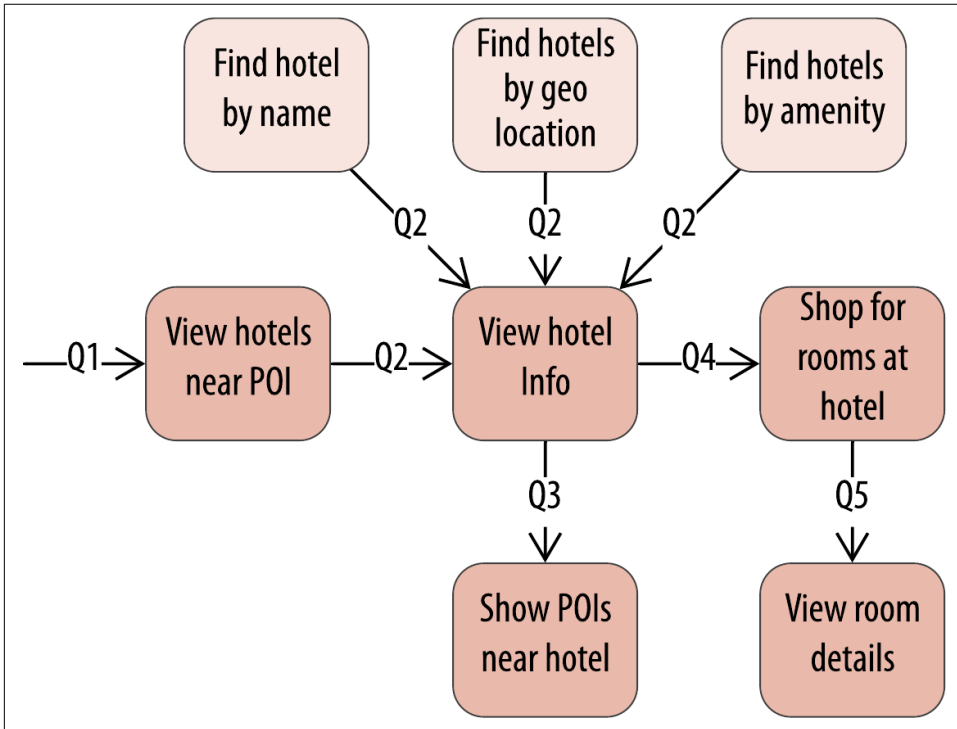 Find hotel
by name
Find hotels
by geo
location
Find hotels
by amenity
Q2
Q2
Q2
Q1
View hotels
near POI
Q2
View hotel
Info
Q4
Shop for
rooms at
hotel
Q3
Q5
Show POIs
near hotel
View room
details